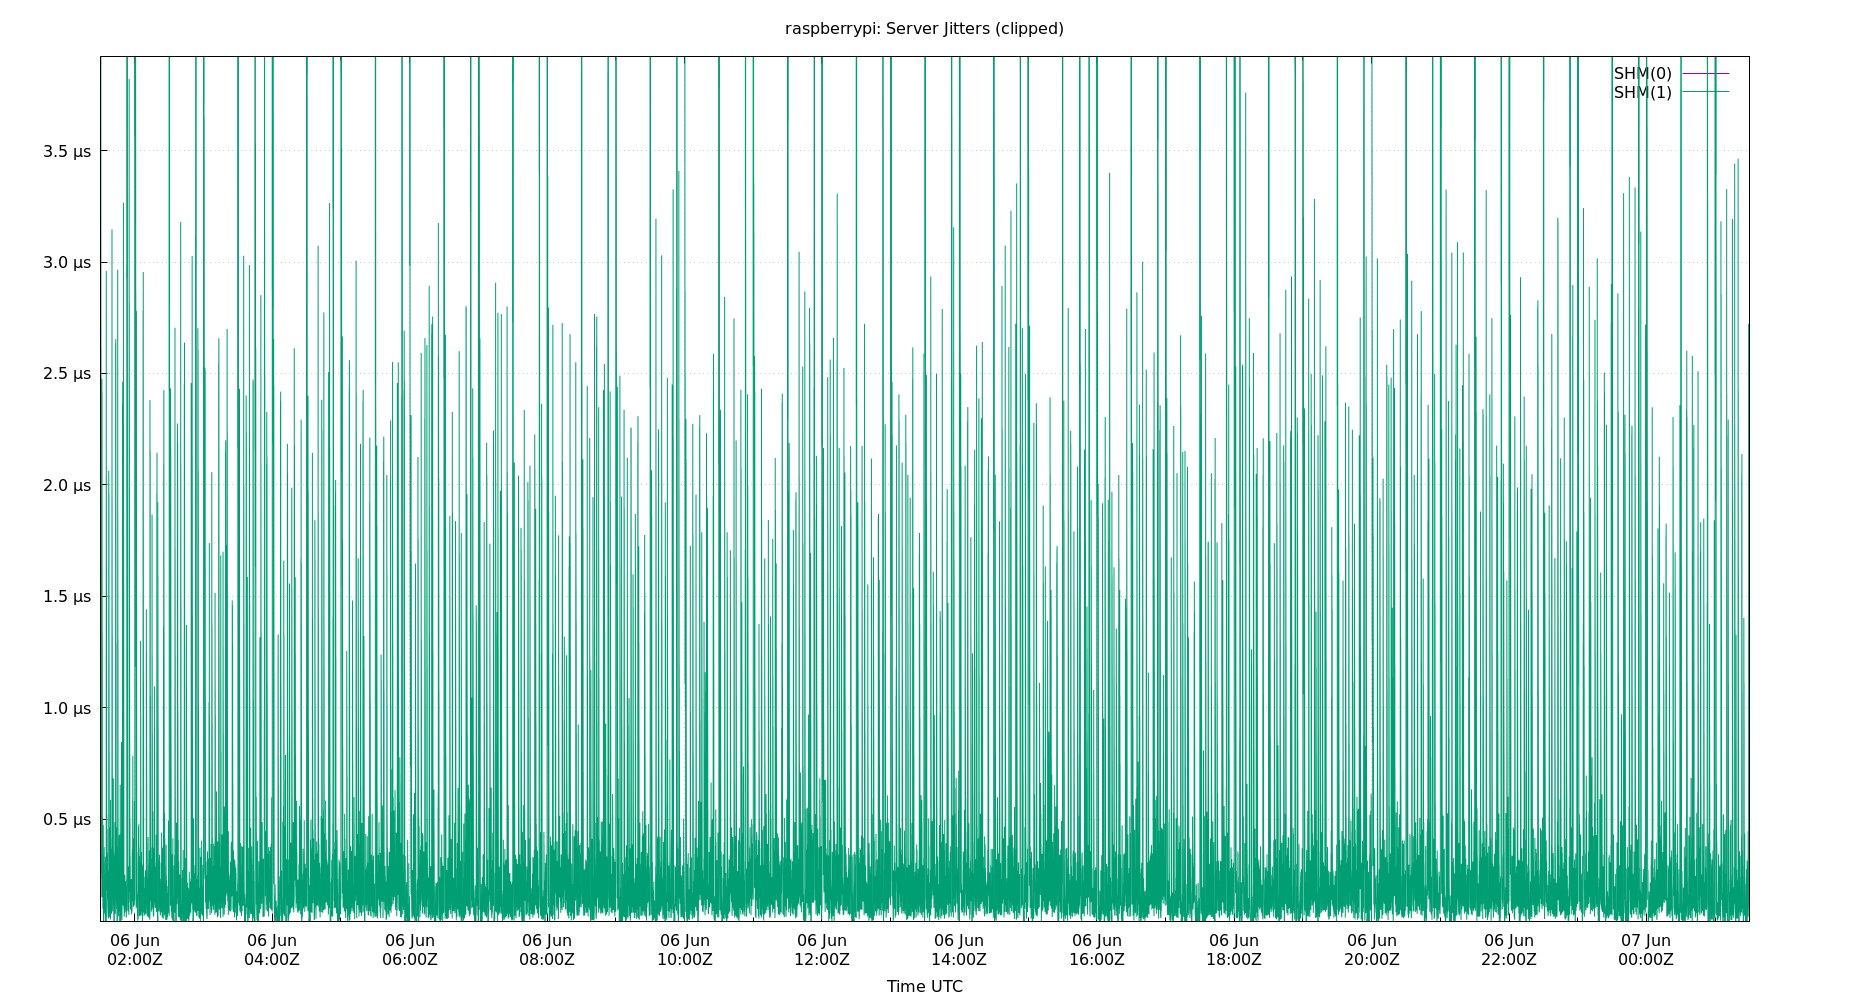 raspberrypi: Server Jitters (clipped)
SHM(0)
SHM(1)
3.5 µs
3.0 µs
2.5 µs
2.0 µs
1.5 µs
1.0 µs
0.5 µs
06 Jun 06 Jun 06 Jun 06 Jun 06 Jun 06 Jun 06 Jun 06 Jun 06 Jun 06 Jun 06 Jun 07 Jun
02:00Z 04:00Z 06:00Z 08:00Z 10:00Z 12:00Z 14:00Z 16:00Z 18:00Z 20:00Z 22:00Z 00:00Z
Time UTC